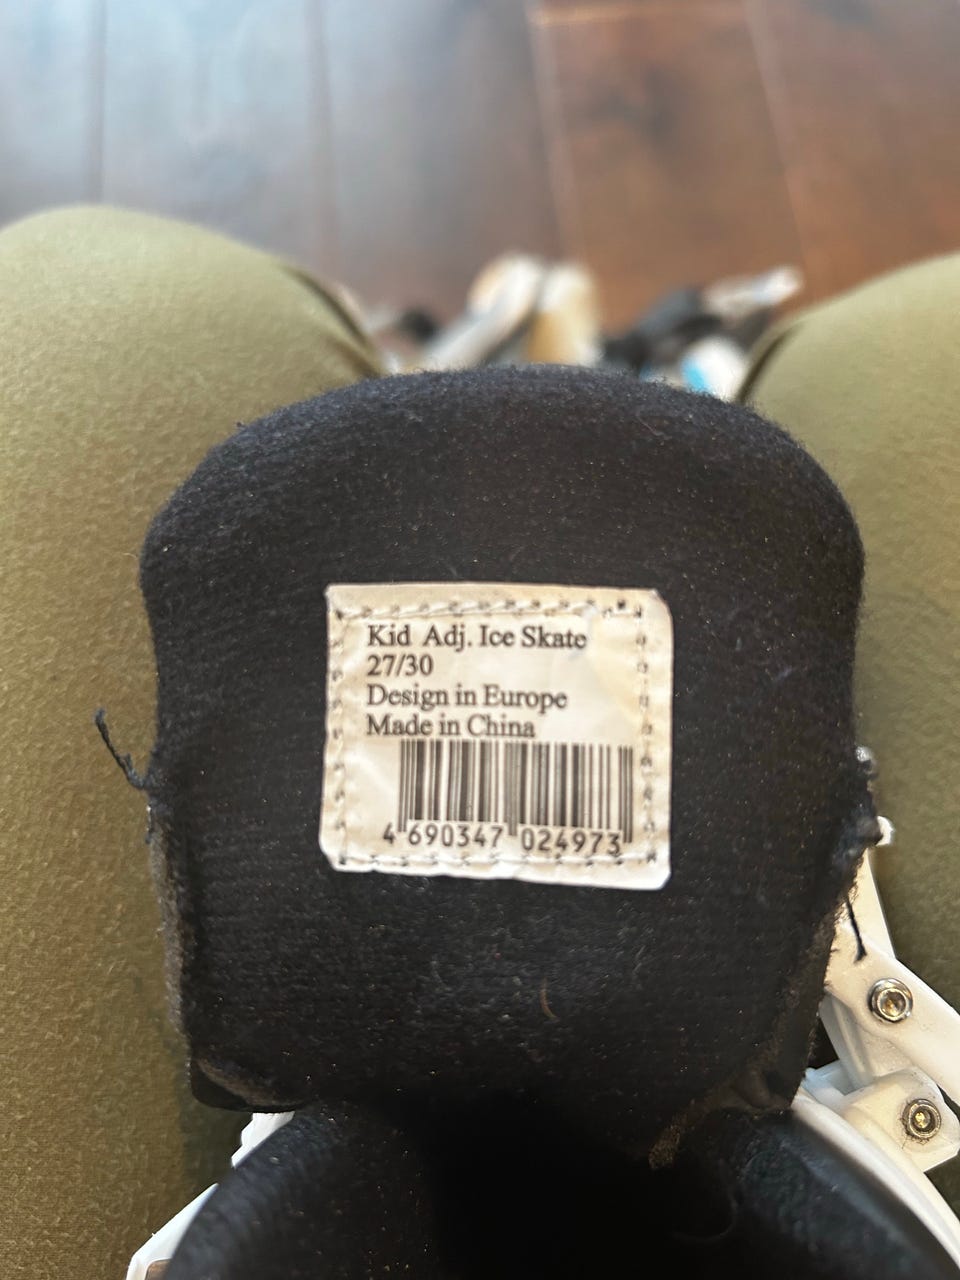 Kid Adj. Ice Skate
27/30
Design in Europe
Made in China
4 690347 024973